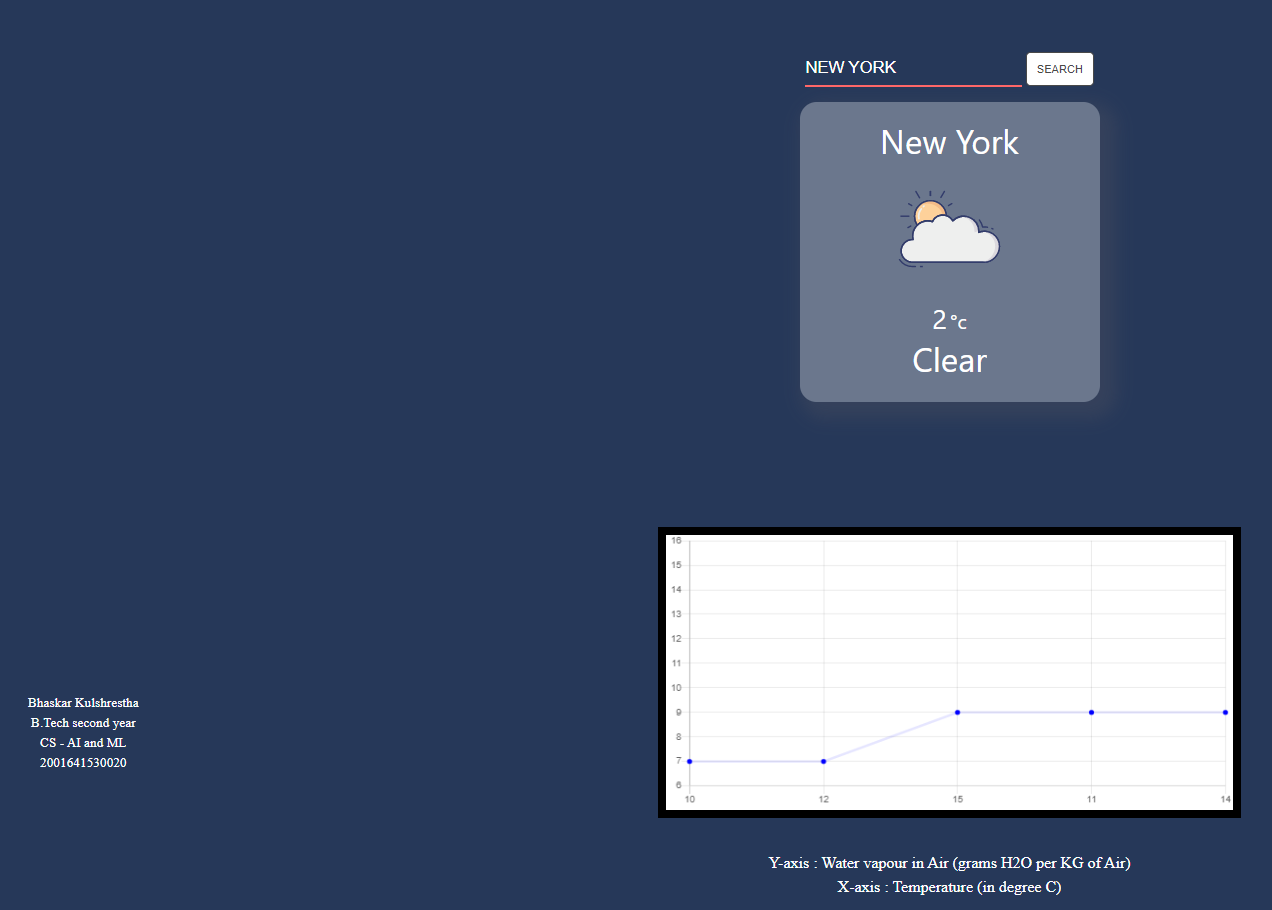 NEW YORK SEARCH
New York
2°c
Clear
16
15
14
13
12
11
10
9
8
7
6
10 12 15 11 14
Bhaskar Kulshrestha
B.Tech second year
CS - AI and ML
2001641530020
Y-axis : Water vapour in Air (grams H2O per KG of Air)
X-axis : Temperature (in degree C)